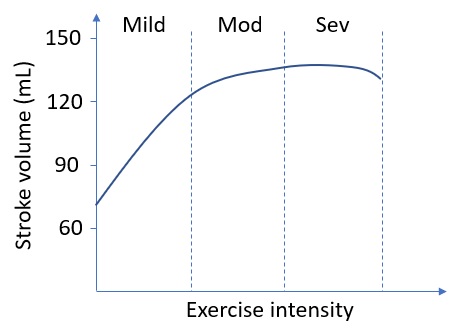 Mild Mod Sev
150
120
90
60
Stroke volume (mL)
Exercise intensity